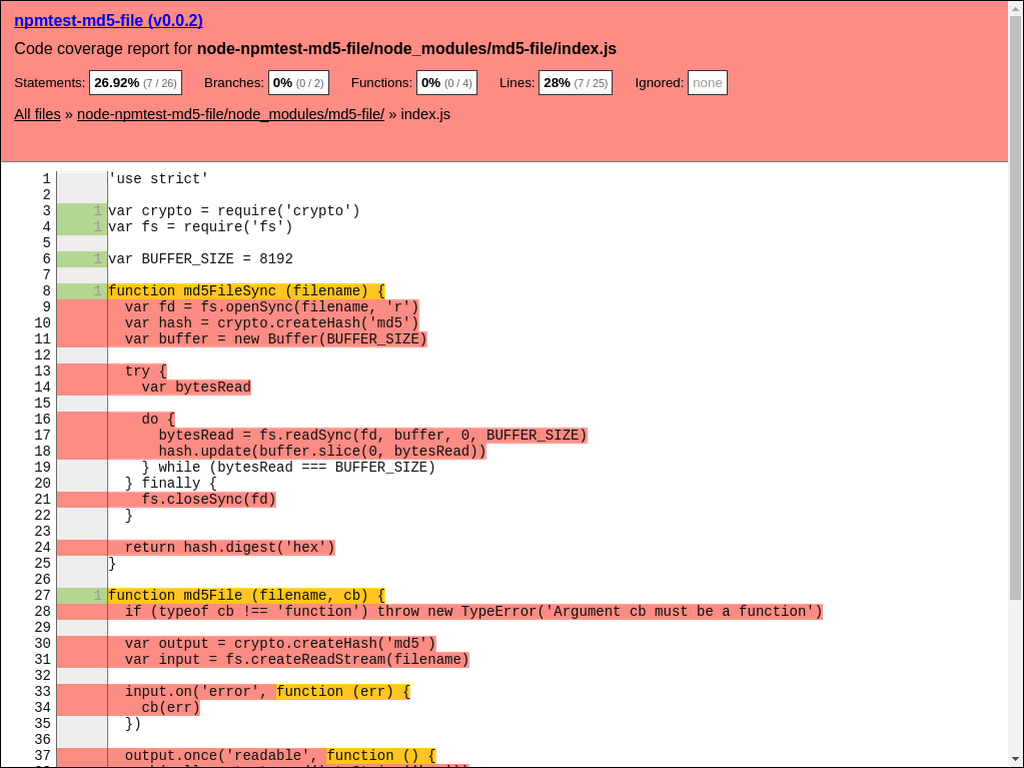 npmtest-md5-file (v0.0.2)
Code coverage report for node-npmtest-md5-file/node_modules/md5-file/index.js
Statements: 26.92% (7 / 26) Branches: 0% (0 / 2) Functions: 0% (0 / 4) Lines: 28% (7 / 25) Ignored: none
All files » node-npmtest-md5-file/node_modules/md5-file/ » index.js
1 'use strict'
2
3 1 var crypto = require('crypto')
4 1 var fs = require('fs')
5
6 1 var BUFFER_SIZE = 8192
7
8 1 function md5FileSync (filename) {
9 var fd = fs.openSync(filename, 'r')
10 var hash = crypto.createHash('md5')
11 var buffer = new Buffer(BUFFER_SIZE)
12
13 try {
14 var bytesRead
15
16 do {
17 bytesRead = fs.readSync(fd, buffer, 0, BUFFER_SIZE)
18 hash.update(buffer.slice(0, bytesRead))
19 } while (bytesRead === BUFFER_SIZE)
20 } finally {
21 fs.closeSync(fd)
22 }
23
24 return hash.digest('hex')
25 }
26
27 1 function md5File (filename, cb) {
28 if (typeof cb !== 'function') throw new TypeError('Argument cb must be a function')
29
30 var output = crypto.createHash('md5')
31 var input = fs.createReadStream(filename)
32
33 input.on('error', function (err) {
34 cb(err)
35 })
36
37 output.once('readable', function () {